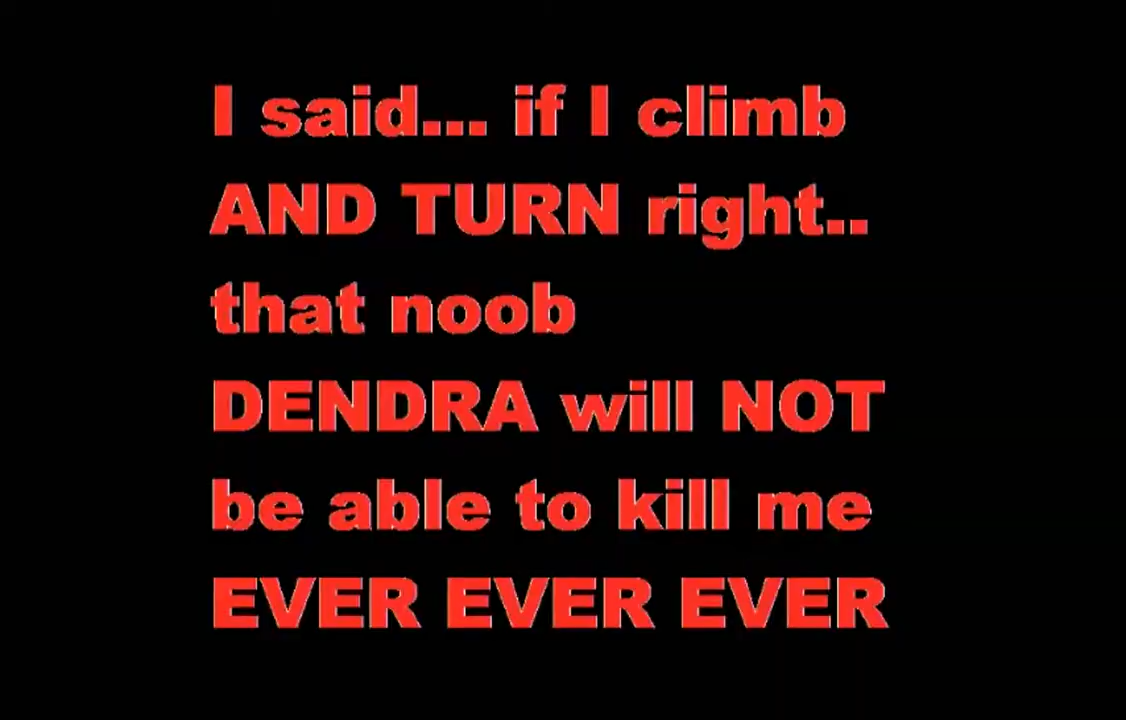 I said... if I climb
AND TURN right..
that noob
DENDRA will NOT
be able to kill me
EVER EVER EVER